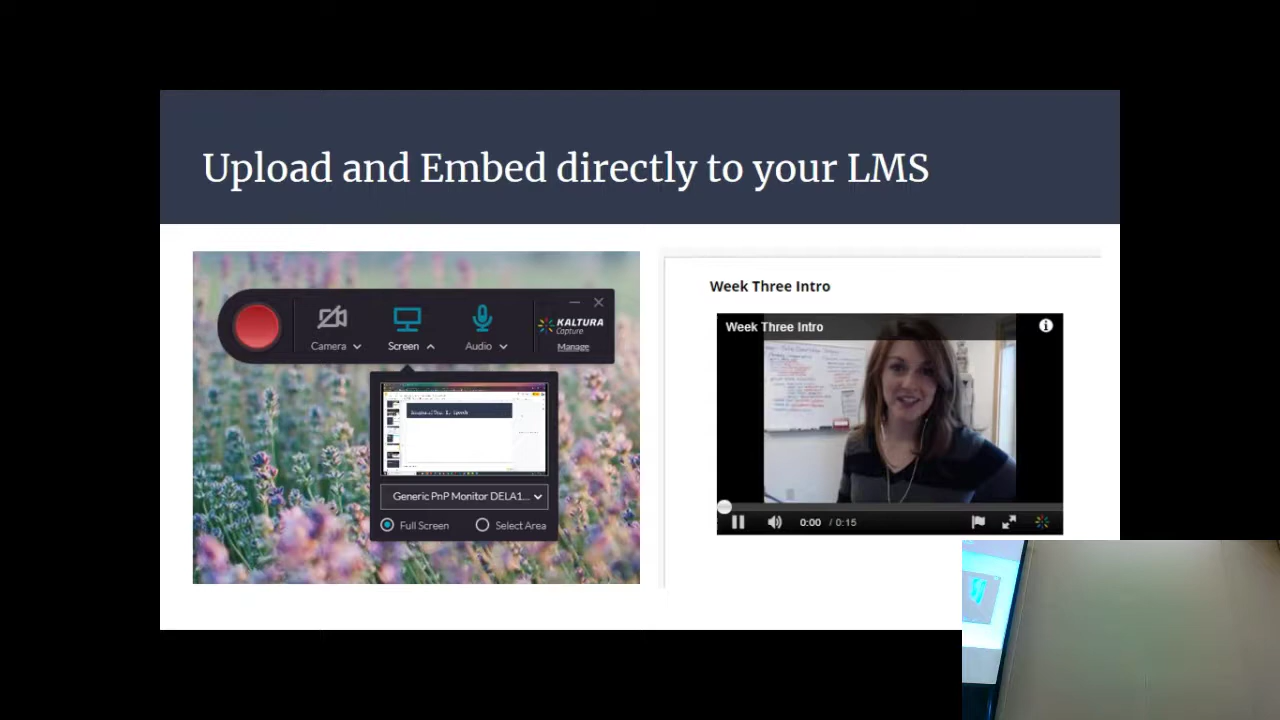 Upload and Embed directly to your LMS
Camera
Screen
Audio
KALTURA
Capture
Manage
Generic PnP Monitor DELA1...
Full Screen
Select Area
Week Three Intro
Week Three Intro
0:00 / 0:15